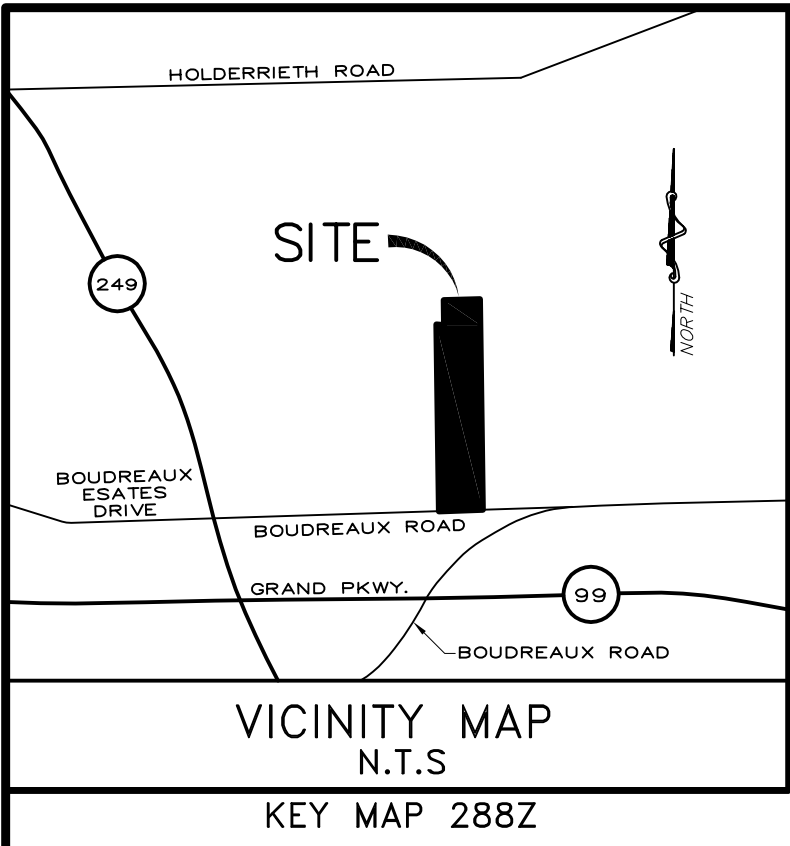 HOLDERRIETH ROAD
SITE
249
NORTH
BOUDREAUX
ESATES
DRIVE
BOUDREAUX ROAD
GRAND PKWY.
99
BOUDREAUX ROAD
VICINITY MAP
N.T.S
KEY MAP 288Z